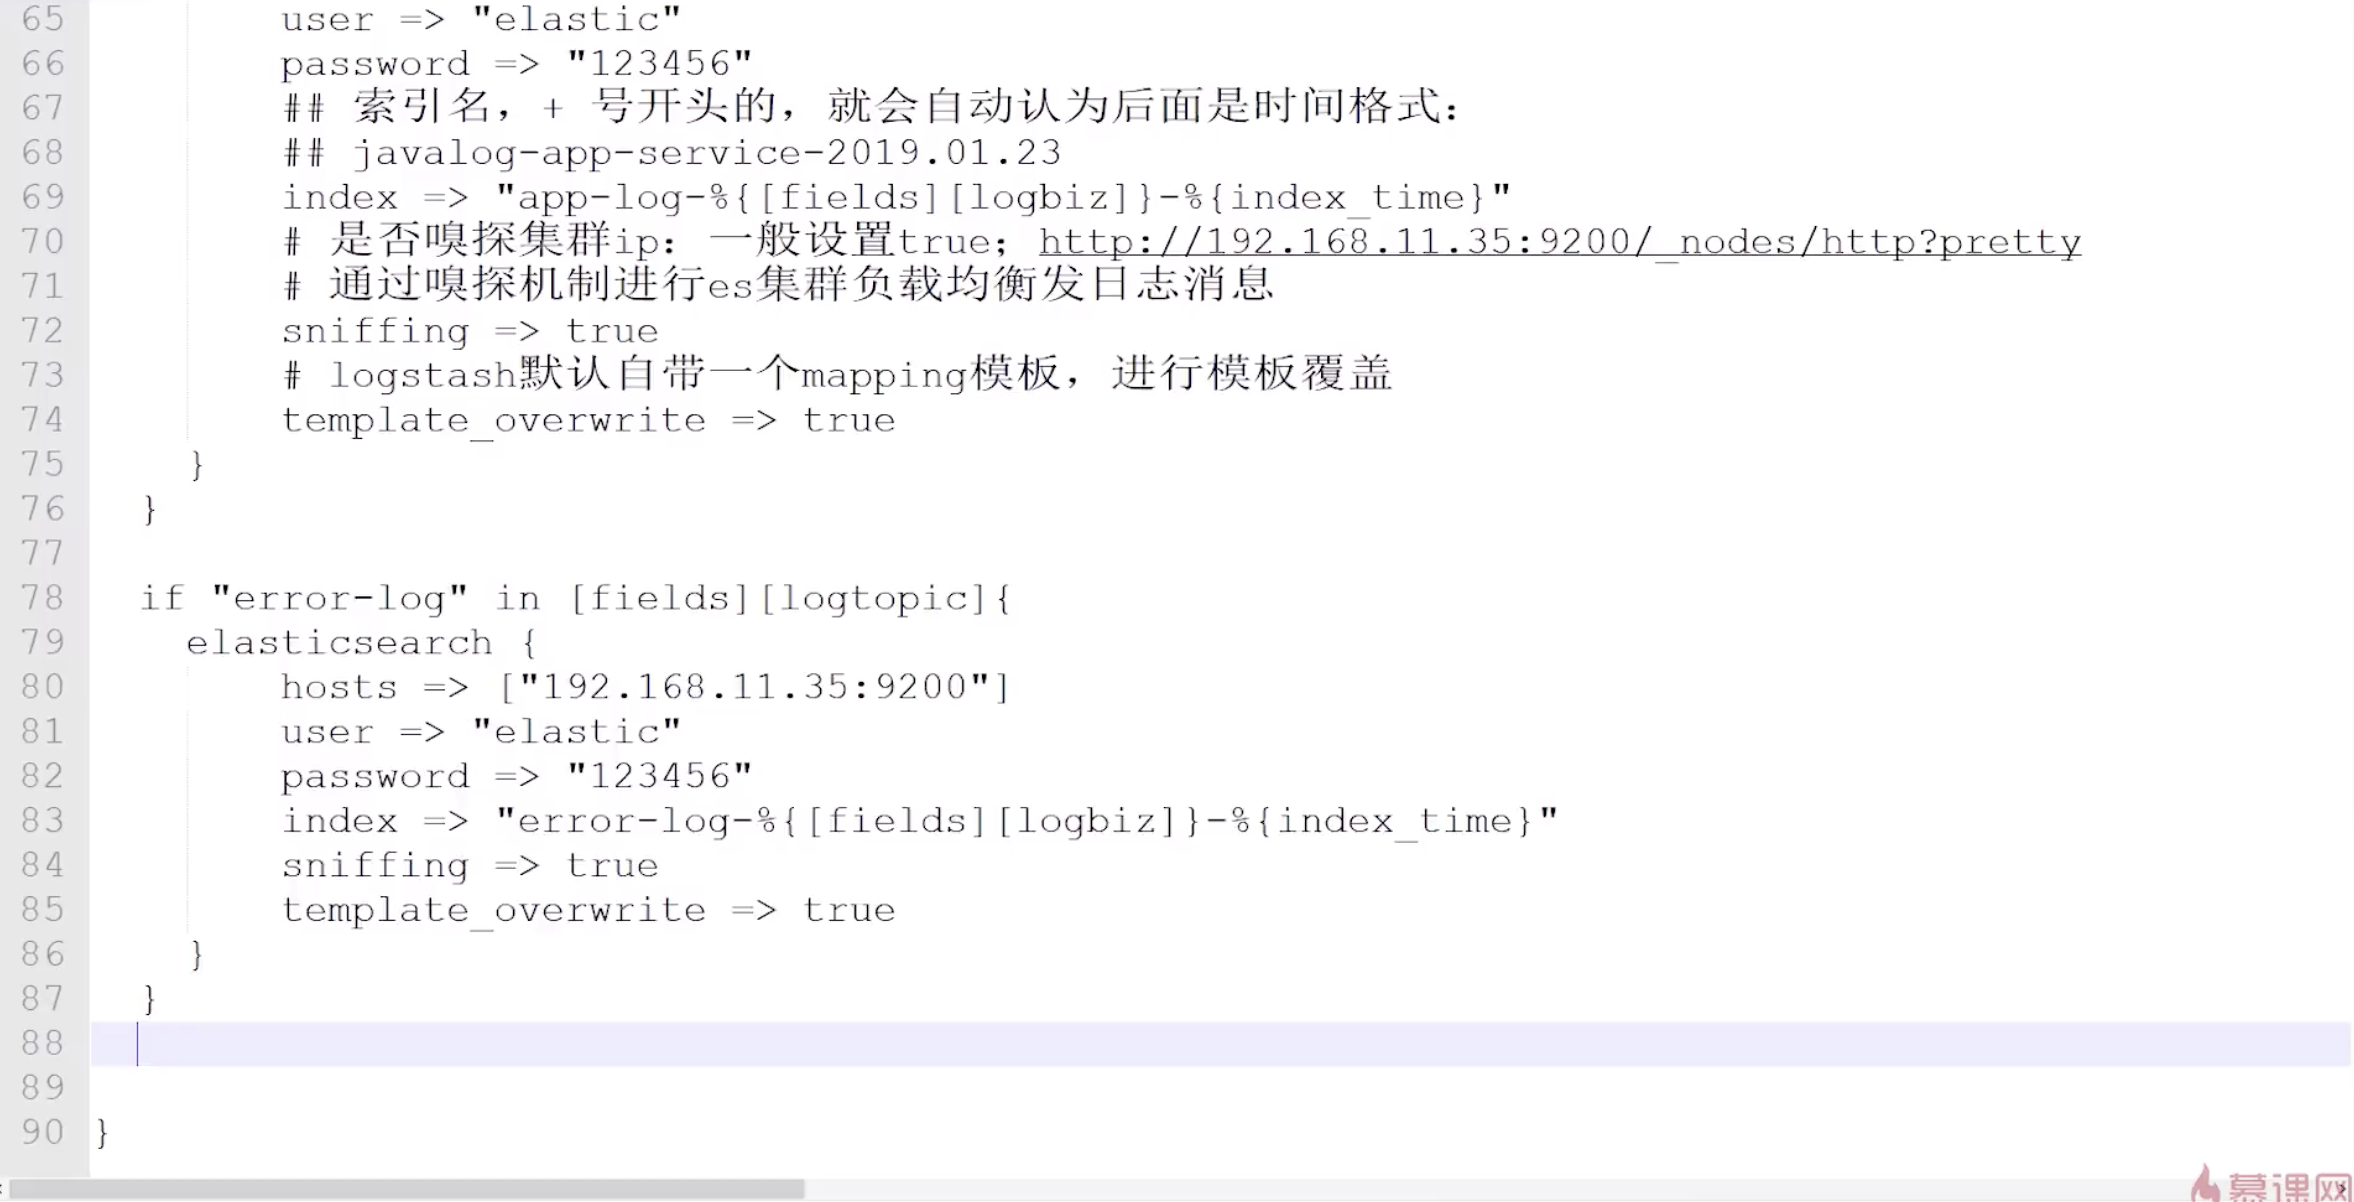 65 user => "elastic"
66 password => "123456"
67 ## 索引名，+ 号开头的，就会自动认为后面是时间格式：
68 ## javalog-app-service-2019.01.23
69 index => "app-log-%{[fields][logbiz]}-%{index_time}"
70 # 是否嗅探集群ip：一般设置true；http://192.168.11.35:9200/_nodes/http?pretty
71 # 通过嗅探机制进行es集群负载均衡发日志消息
72 sniffing => true
73 # logstash默认自带一个mapping模板，进行模板覆盖
74 template_overwrite => true
75 }
76 }
77
78 if "error-log" in [fields][logtopic]{
79 elasticsearch {
80 hosts => ["192.168.11.35:9200"]
81 user => "elastic"
82 password => "123456"
83 index => "error-log-%{[fields][logbiz]}-%{index_time}"
84 sniffing => true
85 template_overwrite => true
86 }
87 }
88
89
90 }
慕课网